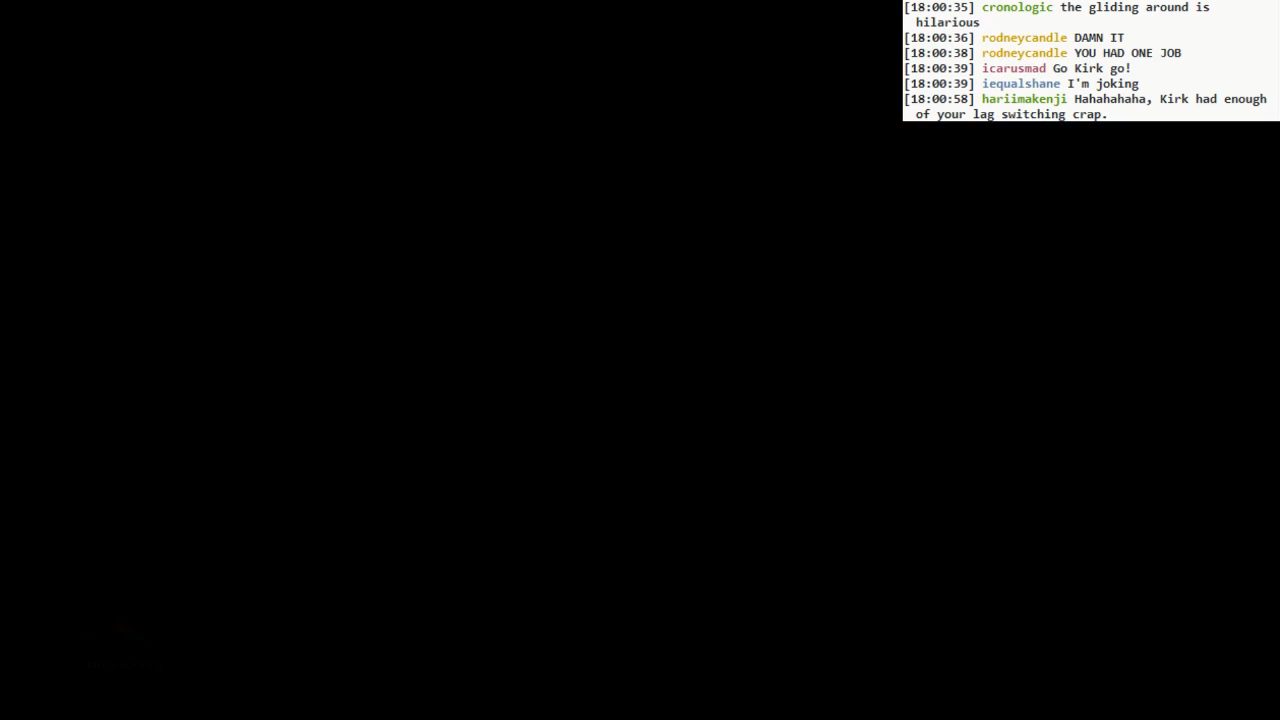 [18:00:35] cronologic the gliding around is
hilarious
[18:00:36] rodneycandle DAMN IT
[18:00:38] rodneycandle YOU HAD ONE JOB
[18:00:39] icarusmad Go Kirk go!
[18:00:39] iequalshane I'm joking
[18:00:58] hariimakenji Hahahahaha, Kirk had enough
of your lag switching crap.